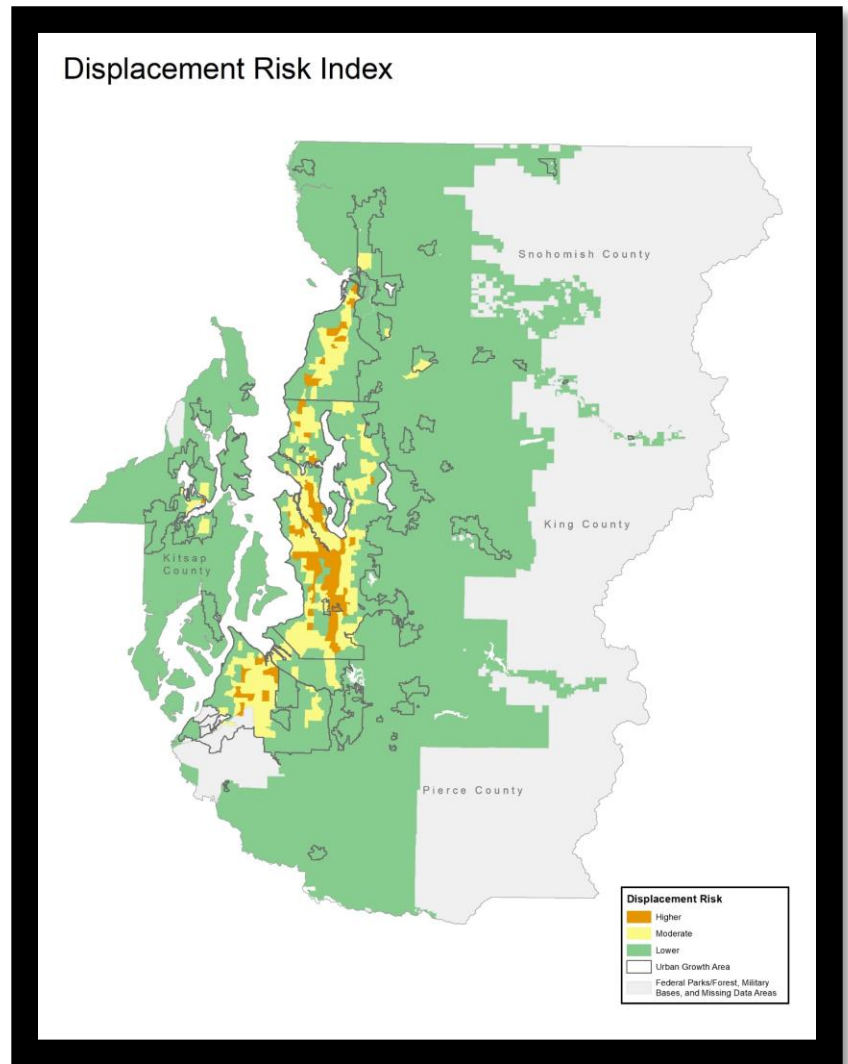 Displacement Risk Index
Snohomish County
King County
Kitsap
County
Pierce County
Displacement Risk
Higher
Moderate
Lower
Urban Growth Area
Federal Parks/Forest, Military
Bases, and Missing Data Areas